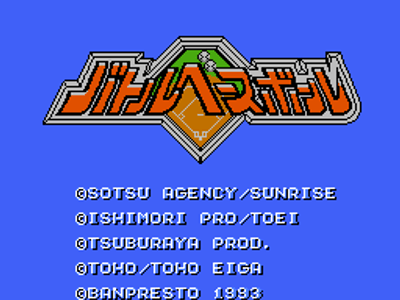 バトルベースボール
©SOTSU AGENCY/SUNRISE
©ISHIMORI PRO/TOEI
©TSUBURAYA PROD.
©TOHO/TOHO EIGA
©BANPRESTO 1993